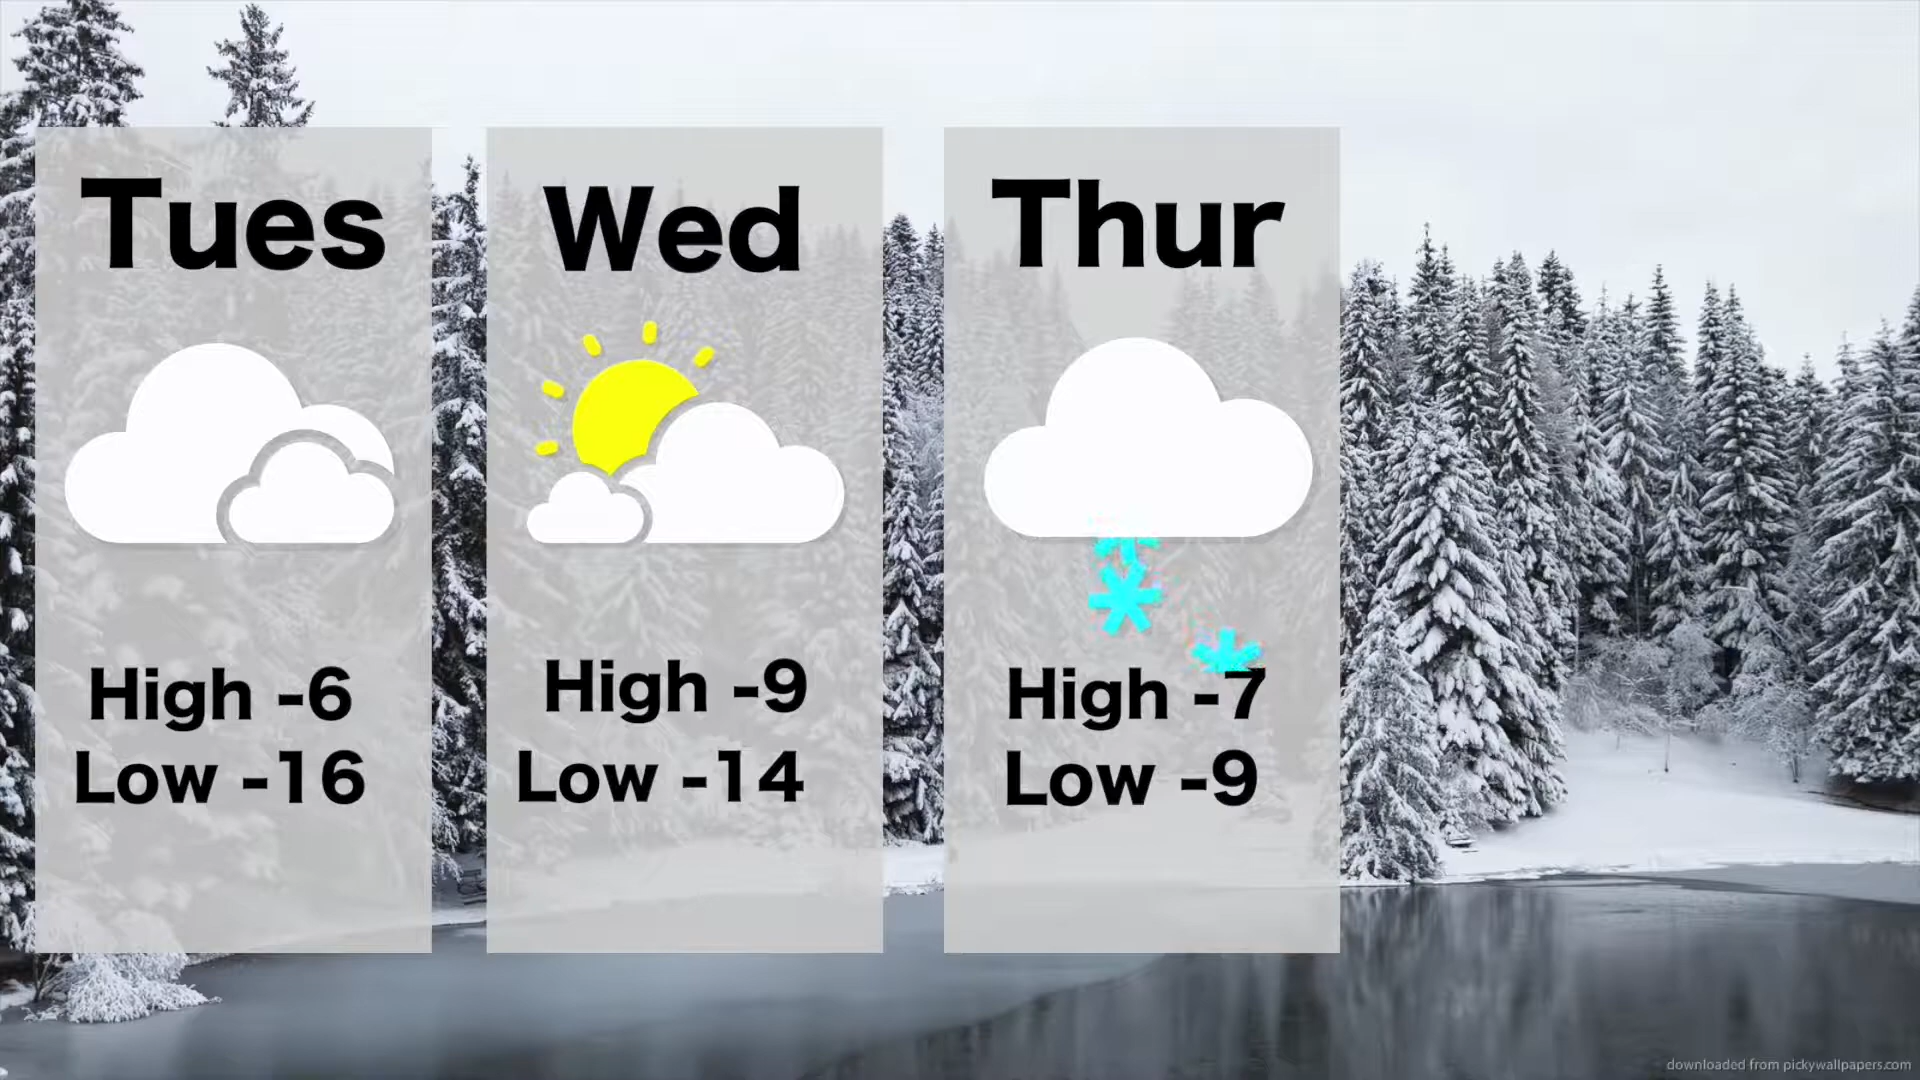 Tues
High -6
Low -16
Wed
High -9
Low -14
Thur
High -7
Low -9
downloaded from pickywallpapers.com